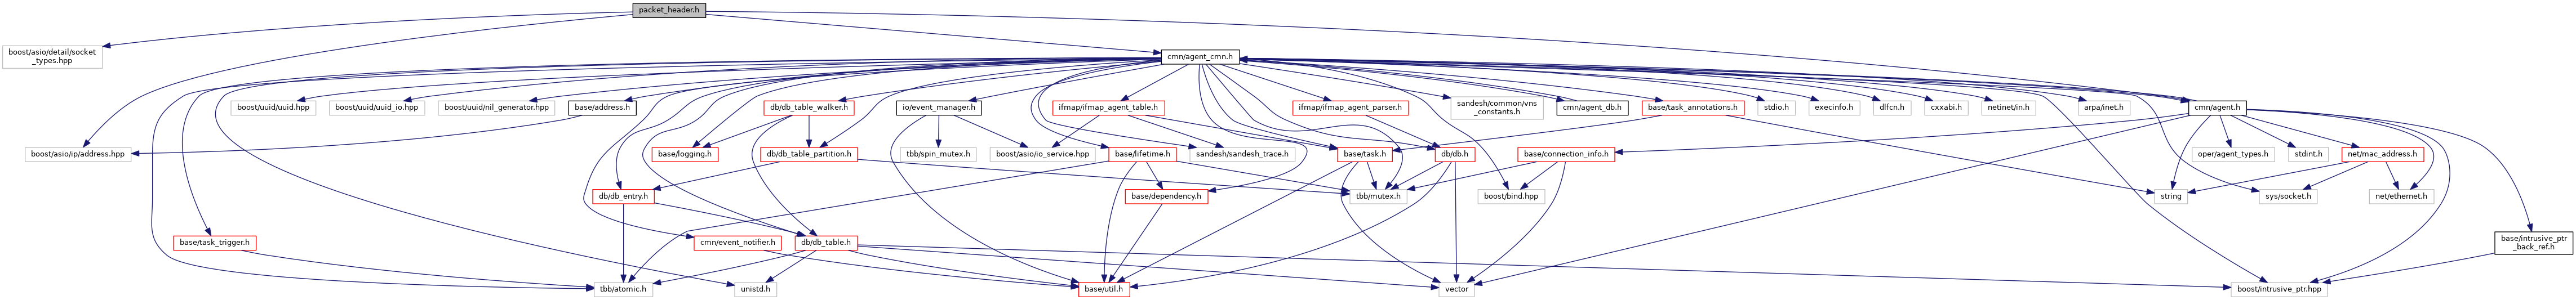 packet_header.h
boost/asio/detail/socket
_types.hpp
cmn/agent_cmn.h
boost/uuid/uuid.hpp
boost/uuid/uuid_io.hpp
boost/uuid/nil_generator.hpp
base/address.h
db/db_table_walker.h
io/event_manager.h
ifmap/ifmap_agent_table.h
ifmap/ifmap_agent_parser.h
sandesh/common/vns
_constants.h
cmn/agent_db.h
base/task_annotations.h
stdio.h
execinfo.h
dlfcn.h
cxxabi.h
netinet/in.h
arpa/inet.h
cmn/agent.h
boost/asio/ip/address.hpp
base/logging.h
db/db_table_partition.h
tbb/spin_mutex.h
boost/asio/io_service.hpp
base/lifetime.h
sandesh/sandesh_trace.h
base/task.h
db/db.h
base/connection_info.h
oper/agent_types.h
stdint.h
net/mac_address.h
db/db_entry.h
base/dependency.h
tbb/mutex.h
boost/bind.hpp
string
sys/socket.h
net/ethernet.h
base/task_trigger.h
cmn/event_notifier.h
db/db_table.h
base/intrusive_ptr
_back_ref.h
tbb/atomic.h
unistd.h
base/util.h
vector
boost/intrusive_ptr.hpp